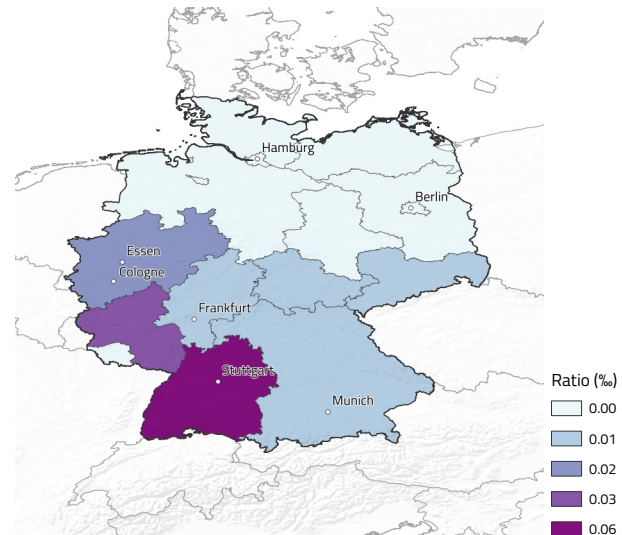 Hamburg
Berlin
Essen
Cologne
Frankfurt
Stuttgart
Munich
Ratio (‰)
0.00
0.01
0.02
0.03
0.06